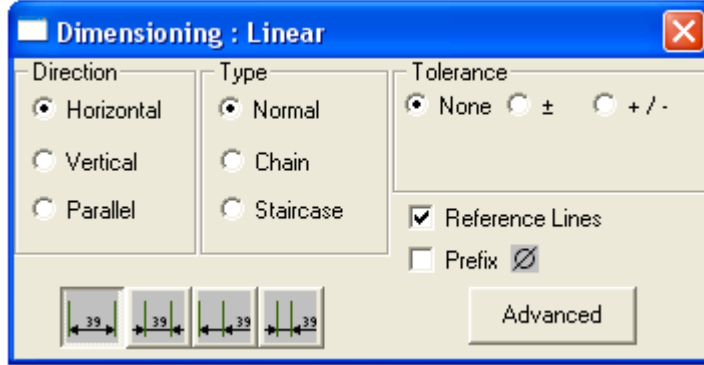 Dimensioning : Linear
Direction
Horizontal
Vertical
Parallel
Type
Normal
Chain
Staircase
Tolerance
None ± + / -
Reference Lines
Prefix Ø
39 39 39 39
Advanced